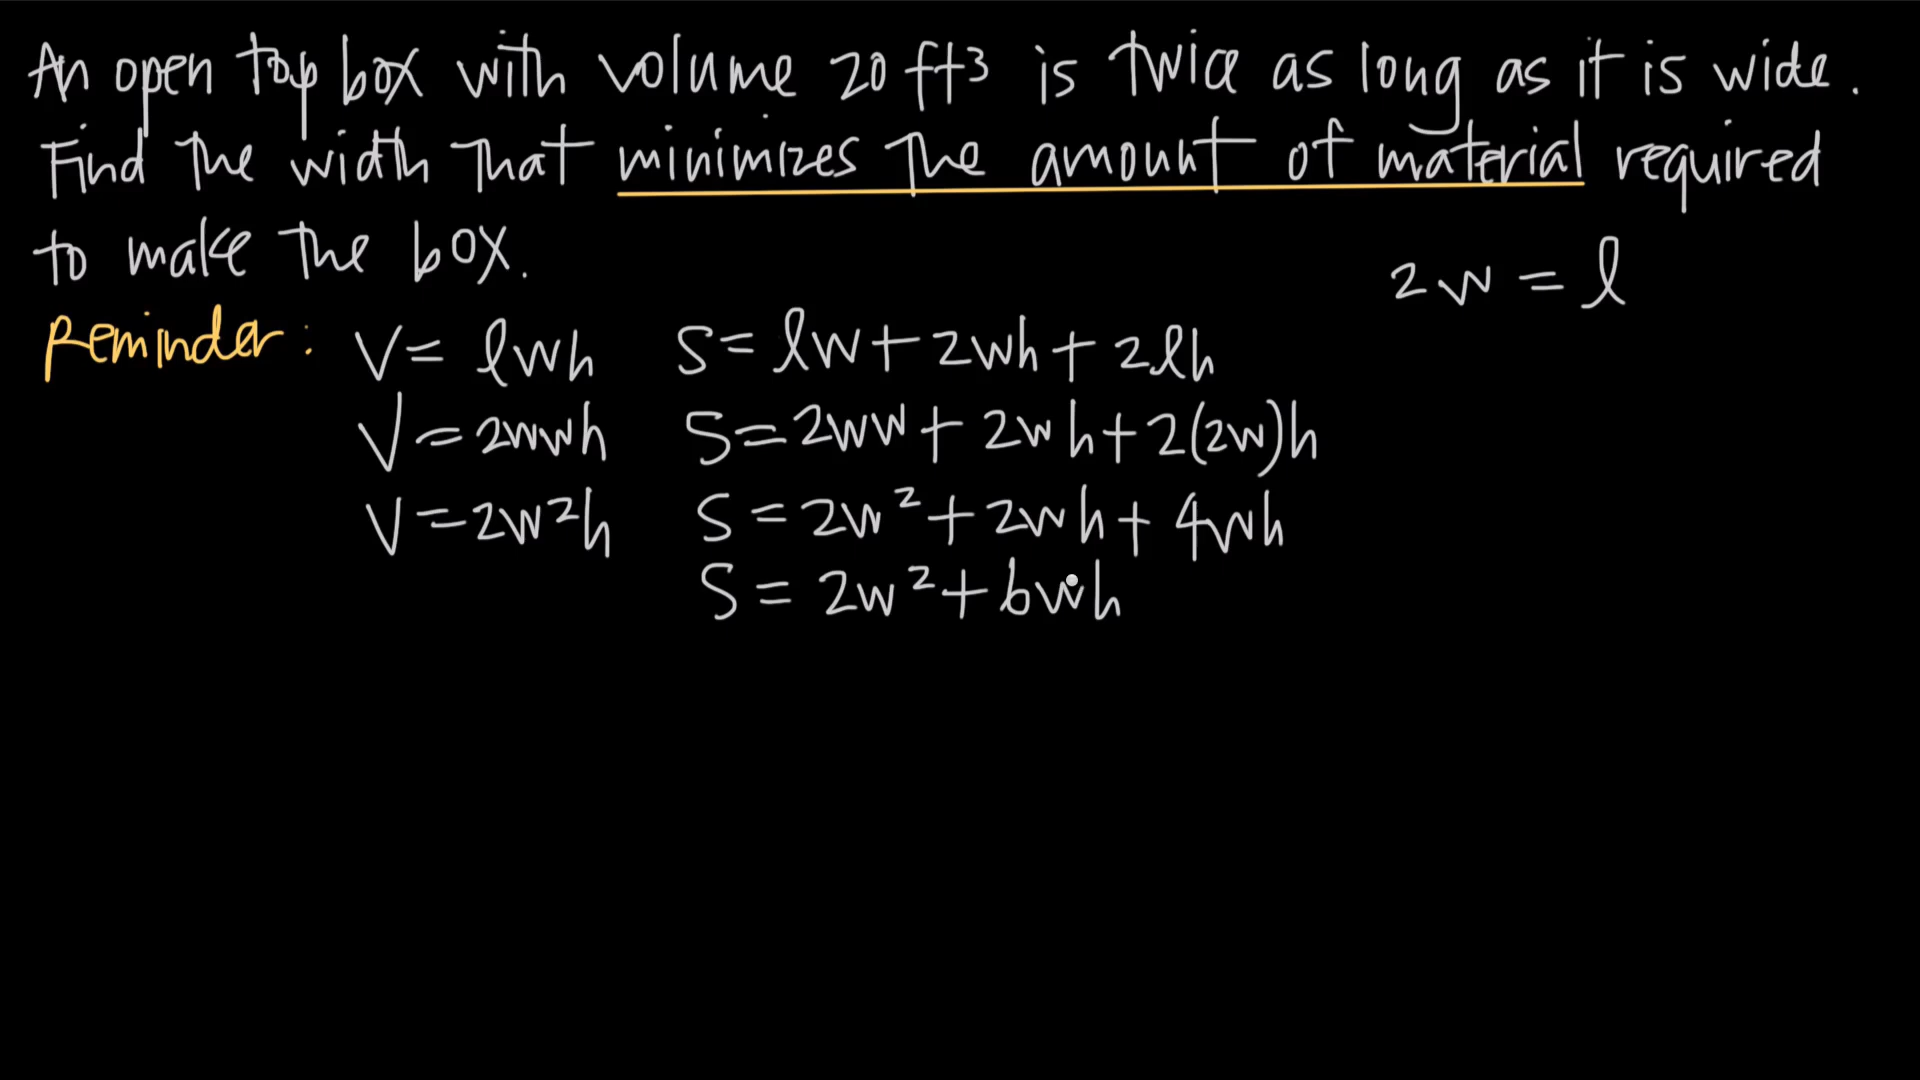 An open top box with volume 20 ft3 is twice as long as it is wide.
Find the width that minimizes the amount of material required
to make the box.
2w = l
Reminder: V = lwh S = lw + 2wh + 2lh
V = 2wwh S = 2ww + 2wh + 2(2w)h
V = 2w²h S = 2w² + 2wh + 4wh
S = 2w² + 6wh